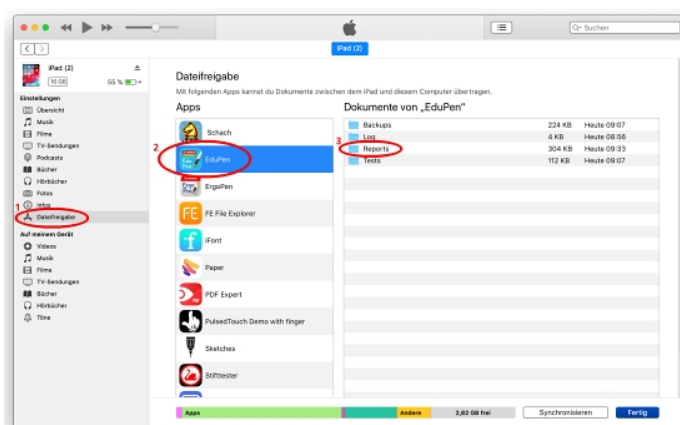 Suchen
iPad (2)
iPad (2)
16 GB
55 %
Einstellungen
Übersicht
Musik
Filme
TV-Sendungen
Podcasts
Bücher
Hörbücher
Fotos
Infos
1
Dateifreigabe
Auf meinem Gerät
Videos
Musik
Filme
TV-Sendungen
Bücher
Hörbücher
Töne
Dateifreigabe
Mit folgenden Apps kannst du Dokumente zwischen dem iPad und diesem Computer übertragen.
Apps
Schach
2
EduPen
ErgoPen
FE File Explorer
iFont
Paper
PDF Expert
PulsedTouch Demo with finger
Sketches
Stifttester
Dokumente von „EduPen"
Backups 224 KB Heute 09:07
Log 4 KB Heute 08:56
3
Reports 304 KB Heute 09:33
Tests 112 KB Heute 09:07
Apps
Andere
2,82 GB frei
Synchronisieren
Fertig